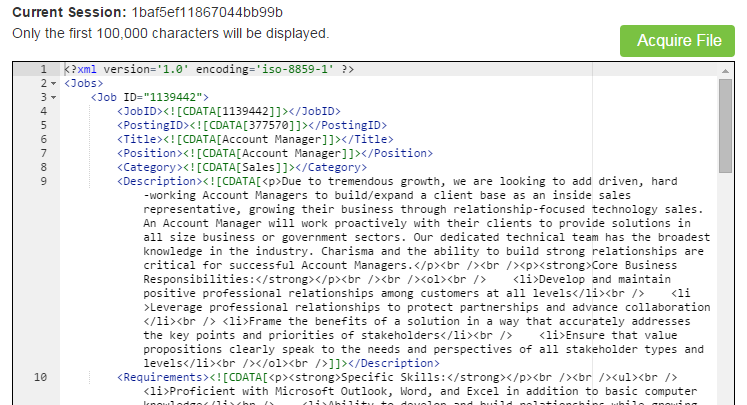 Current Session: 1baf5ef11867044bb99b
Only the first 100,000 characters will be displayed.
Acquire File
1 <?xml version='1.0' encoding='iso-8859-1' ?>
2 <Jobs>
3 <Job ID="1139442">
4 <JobID><![CDATA[1139442]]></JobID>
5 <PostingID><![CDATA[377570]]></PostingID>
6 <Title><![CDATA[Account Manager]]></Title>
7 <Position><![CDATA[Account Manager]]></Position>
8 <Category><![CDATA[Sales]]></Category>
9 <Description><![CDATA[<p>Due to tremendous growth, we are looking to add driven, hard
-working Account Managers to build/expand a client base as an inside sales
representative, growing their business through relationship-focused technology sales.
An Account Manager will work proactively with their clients to provide solutions in
all size business or government sectors. Our dedicated technical team has the broadest
knowledge in the industry. Charisma and the ability to build strong relationships are
critical for successful Account Managers.</p><br /><br /><p><strong>Core Business
Responsibilities:</strong></p><br /><br /><ol><br /> <li>Develop and maintain
positive professional relationships among customers at all levels</li><br /> <li
>Leverage professional relationships to protect partnerships and advance collaboration
</li><br /> <li>Frame the benefits of a solution in a way that accurately addresses
the key points and priorities of stakeholders</li><br /> <li>Ensure that value
propositions clearly speak to the needs and perspectives of all stakeholder types and
levels</li><br /></ol><br />]]></Description>
10 <Requirements><![CDATA[<p><strong>Specific Skills:</strong></p><br /><br /><ul><br />
<li>Proficient with Microsoft Outlook, Word, and Excel in addition to basic computer
knowledge</li><br /> <li>Ability to develop and build relationships while growing